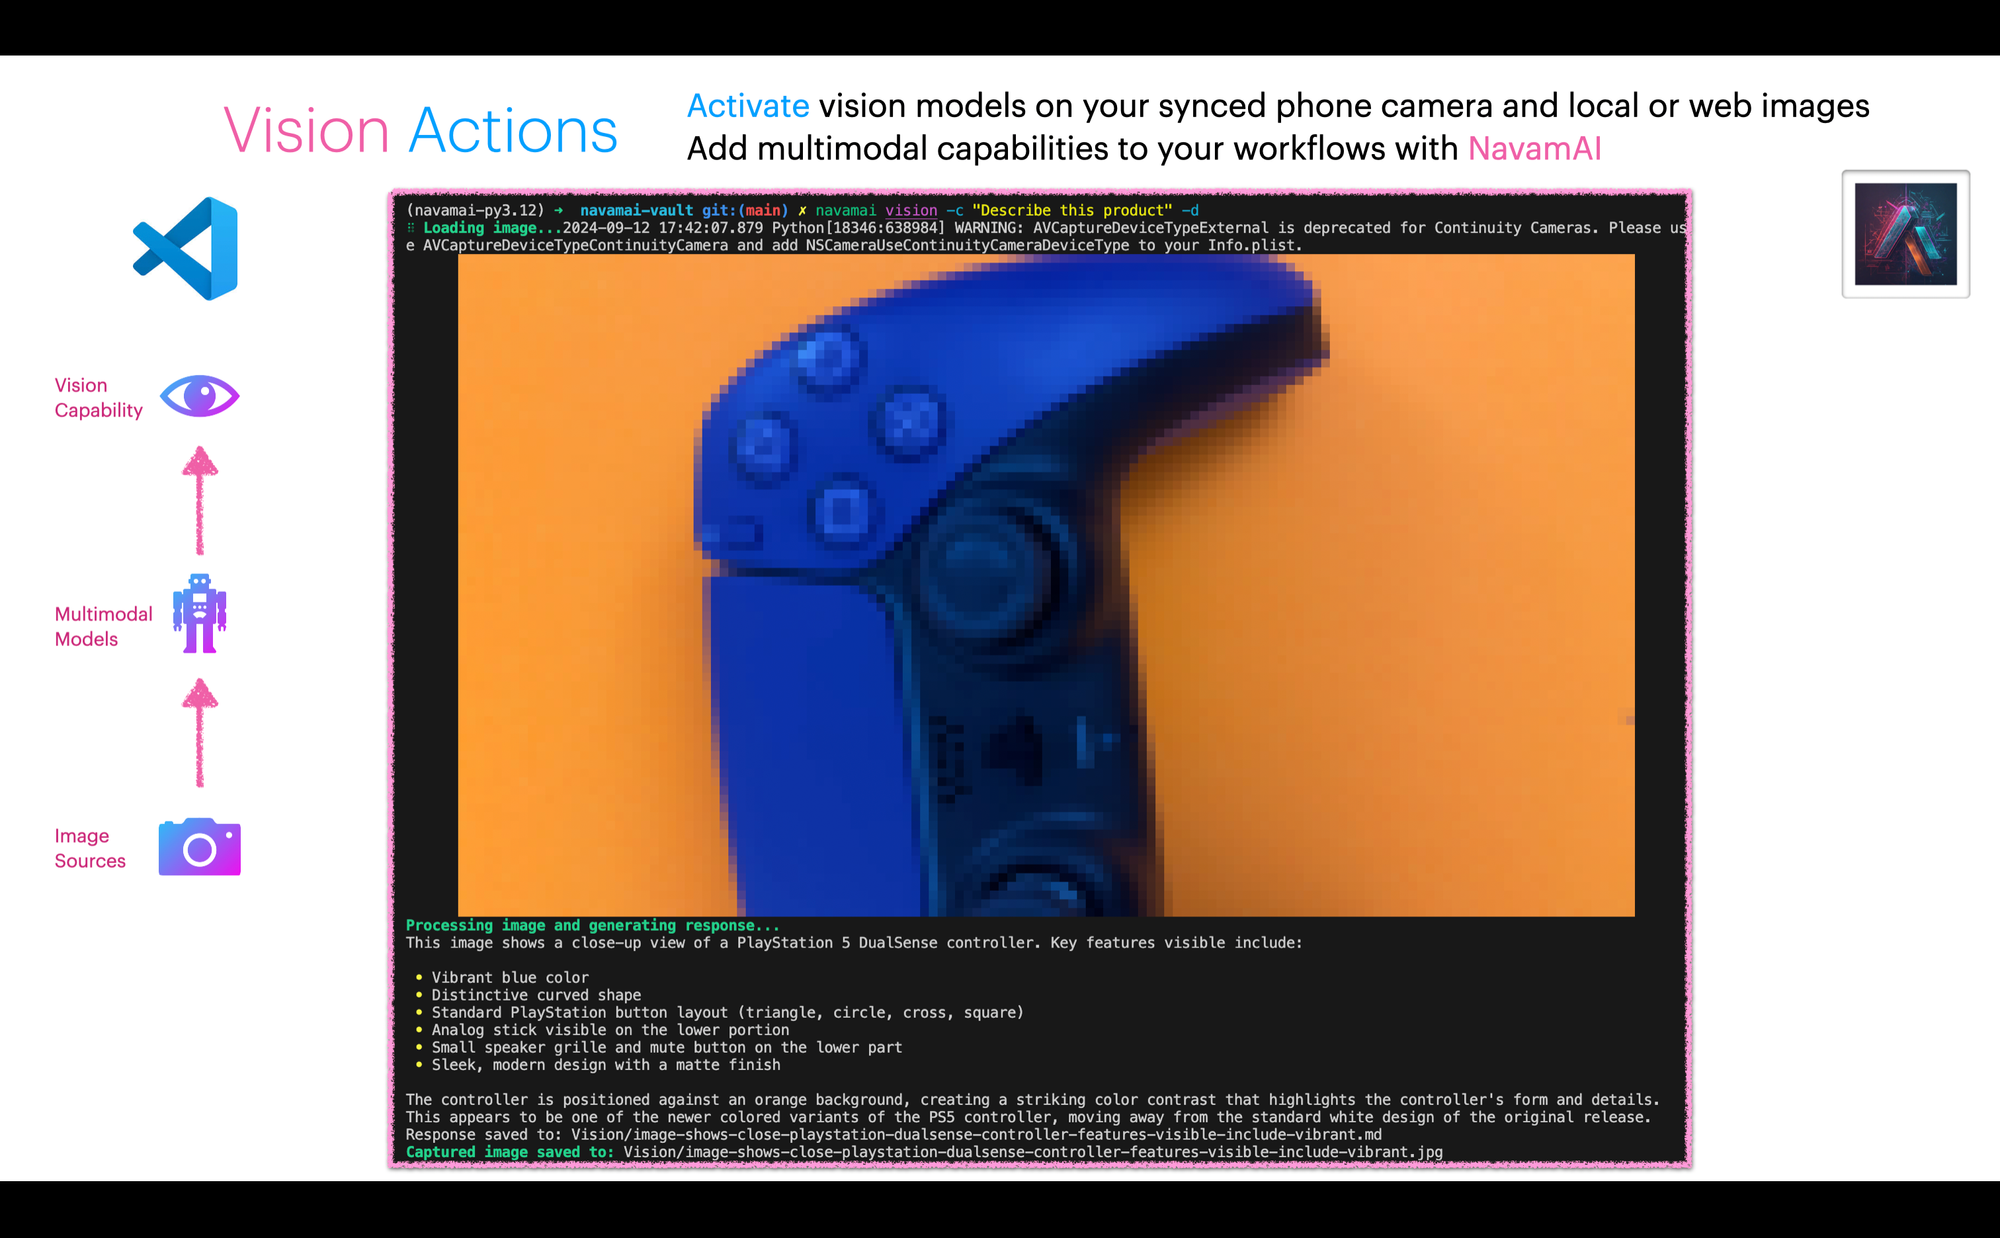 Vision Actions
Activate vision models on your synced phone camera and local or web images
Add multimodal capabilities to your workflows with NavamAI
Vision
Capability
Multimodal
Models
Image
Sources
(navamai-py3.12) ➜ navamai-vault git:(main) ✗ navamai vision -c "Describe this product" -d
⠿ Loading image...2024-09-12 17:42:07.879 Python[18346:638984] WARNING: AVCaptureDeviceTypeExternal is deprecated for Continuity Cameras. Please us
e AVCaptureDeviceTypeContinuityCamera and add NSCameraUseContinuityCameraDeviceType to your Info.plist.
Processing image and generating response...
This image shows a close-up view of a PlayStation 5 DualSense controller. Key features visible include:
• Vibrant blue color
• Distinctive curved shape
• Standard PlayStation button layout (triangle, circle, cross, square)
• Analog stick visible on the lower portion
• Small speaker grille and mute button on the lower part
• Sleek, modern design with a matte finish
The controller is positioned against an orange background, creating a striking color contrast that highlights the controller's form and details.
This appears to be one of the newer colored variants of the PS5 controller, moving away from the standard white design of the original release.
Response saved to: Vision/image-shows-close-playstation-dualsense-controller-features-visible-include-vibrant.md
Captured image saved to: Vision/image-shows-close-playstation-dualsense-controller-features-visible-include-vibrant.jpg